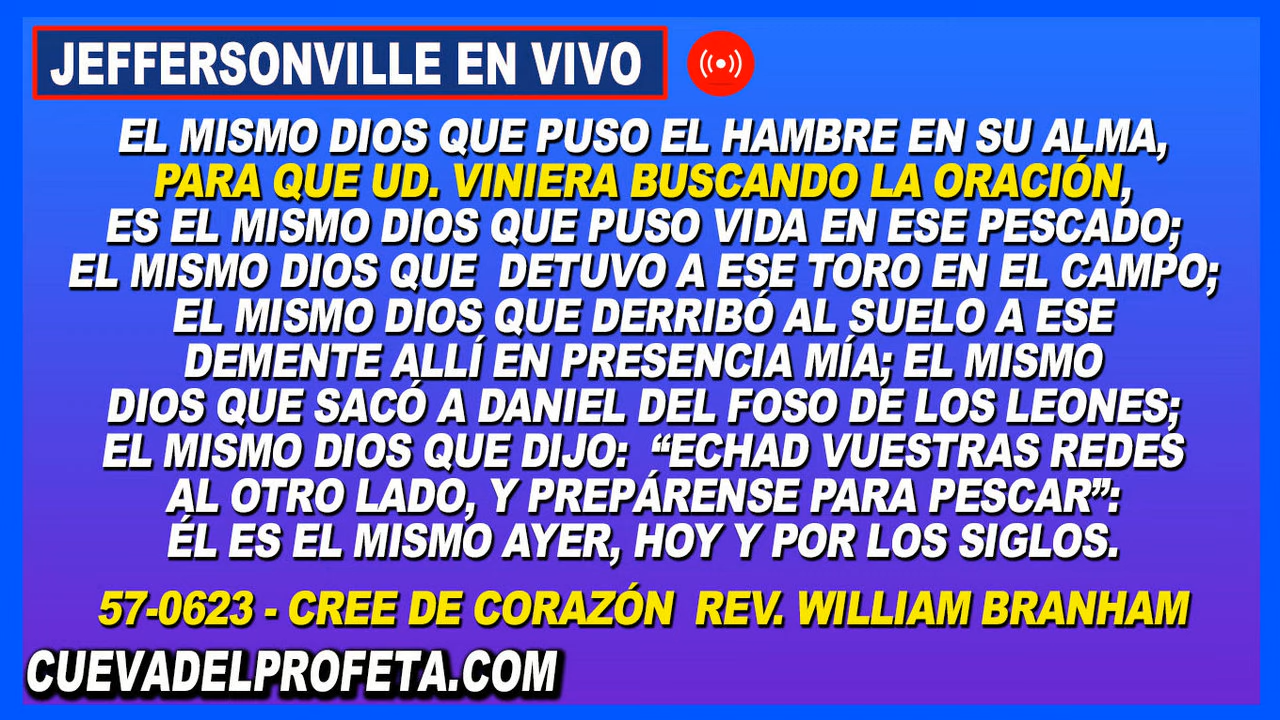 JEFFERSONVILLE EN VIVO
EL MISMO DIOS QUE PUSO EL HAMBRE EN SU ALMA,
PARA QUE UD. VINIERA BUSCANDO LA ORACIÓN,
ES EL MISMO DIOS QUE PUSO VIDA EN ESE PESCADO;
EL MISMO DIOS QUE DETUVO A ESE TORO EN EL CAMPO;
EL MISMO DIOS QUE DERRIBÓ AL SUELO A ESE
DEMENTE ALLÍ EN PRESENCIA MÍA; EL MISMO
DIOS QUE SACÓ A DANIEL DEL FOSO DE LOS LEONES;
EL MISMO DIOS QUE DIJO: “ECHAD VUESTRAS REDES
AL OTRO LADO, Y PREPÁRENSE PARA PESCAR”:
ÉL ES EL MISMO AYER, HOY Y POR LOS SIGLOS.
57-0623 - CREE DE CORAZÓN REV. WILLIAM BRANHAM
CUEVADELPROFETA.COM